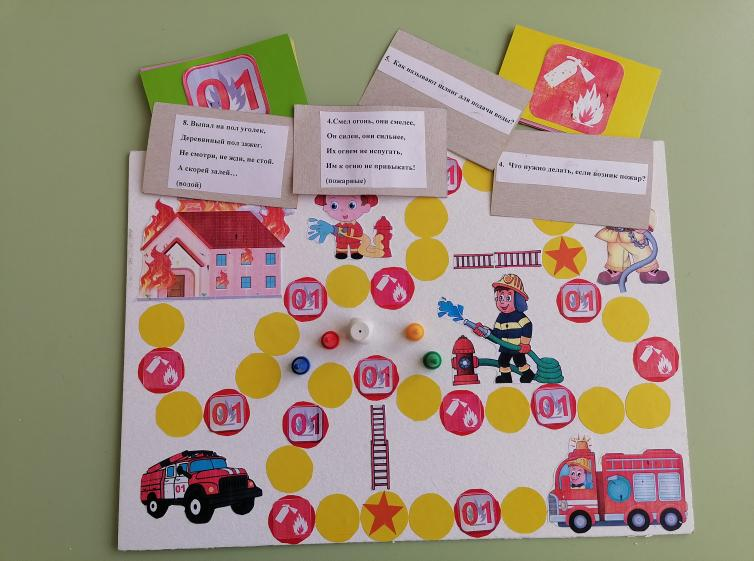 01
5. Как называют шланг для подачи воды?
8. Выпал на пол уголек,
Деревянный пол зажег.
Не смотри, не жди, не стой.
А скорей залей…
(водой)
4.Смел огонь, они смелее,
Он силен, они сильнее,
Их огнем не испугать,
Им к огню не привыкать!
(пожарные)
4. Что нужно делать, если возник пожар?
01
01
01
01
01
01
01
01
01